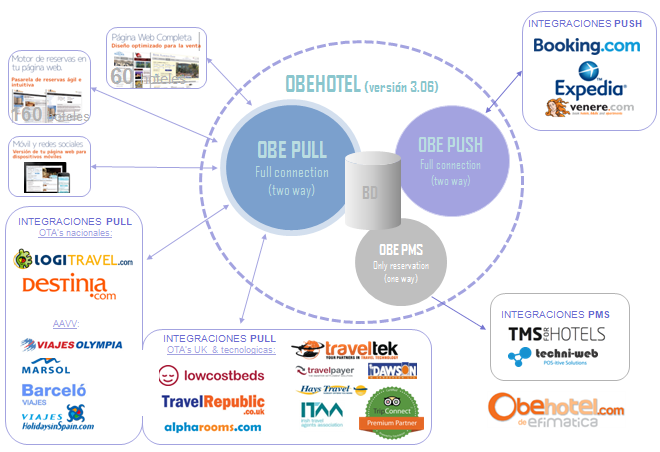 Página Web Completa
Diseño optimizado para la venta
60 hoteles
Motor de reservas en
tu página web.
Pasarela de reservas ágil e
intuitiva
160 hoteles
Móvil y redes sociales
Versión de tu página web para
dispositivos móviles
OBEHOTEL (versión 3.06)
OBE PULL
Full connection
(two way)
OBE PUSH
Full connection
(two way)
BD
OBE PMS
Only reservation
(one way)
INTEGRACIONES PUSH
Booking.com
Expedia
venere.com
INTEGRACIONES PULL
OTA's nacionales:
LOGITRAVEL.com
DESTINIA
.com
AAVV:
VIAJES OLYMPIA
MARSOL
Barceló
VIAJES
VIAJES
HolidaysinSpain.com
INTEGRACIONES PULL
OTA's UK & tecnologicas:
lowcostbeds
TravelRepublic
.co.uk
alpharooms.com
traveltek
YOUR PARTNERS IN TRAVEL TECHNOLOGY
travelplayer
DAWSON
Hays Travel
ITAA
irish travel
agents association
TripConnect
Premium Partner
INTEGRACIONES PMS
TMS FOR HOTELS
techni-web
POS-itive Solutions
Obehotel.com
de efimatica